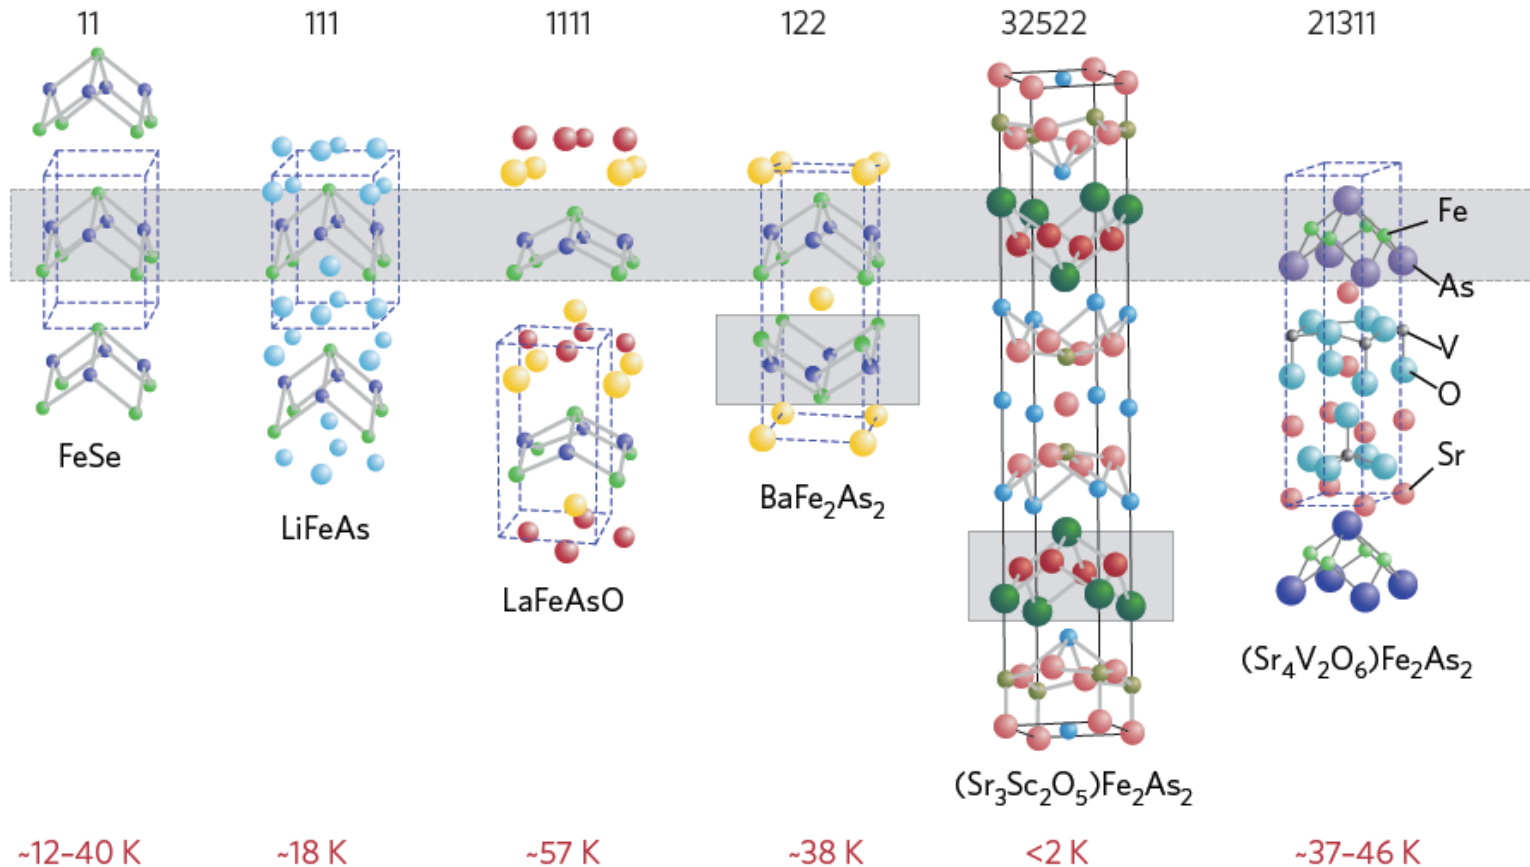 11 111 1111 122 32522 21311
Fe
As
V
O
Sr
FeSe
LiFeAs
LaFeAsO
BaFe₂As₂
(Sr₃Sc₂O₅)Fe₂As₂
(Sr₄V₂O₆)Fe₂As₂
~12–40 K ~18 K ~57 K ~38 K <2 K ~37–46 K